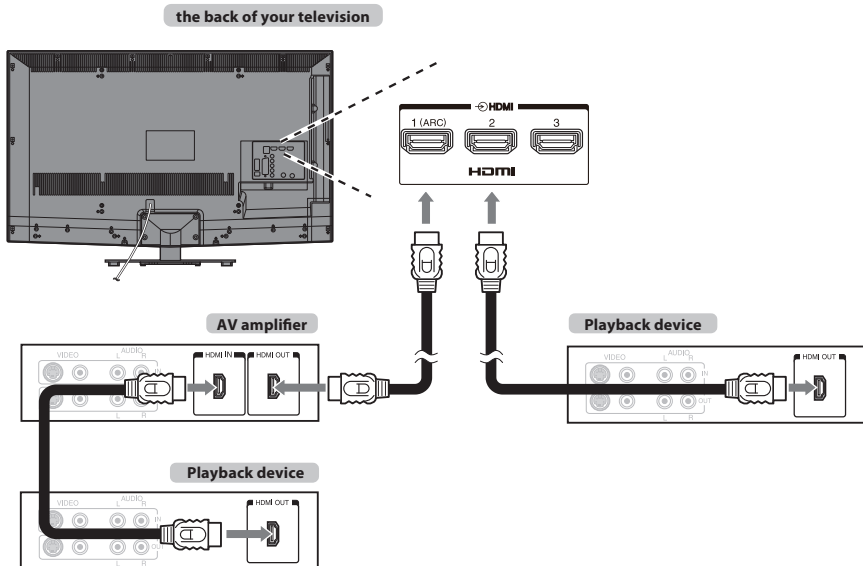 the back of your television
HDMI
1 (ARC) 2 3
HDMI
AV amplifier
VIDEO L AUDIO R HDMI IN HDMI OUT
IN
L R
Playback device
VIDEO L AUDIO R HDMI OUT
IN
OUT
L R
Playback device
VIDEO L AUDIO R HDMI OUT
IN
OUT
L R